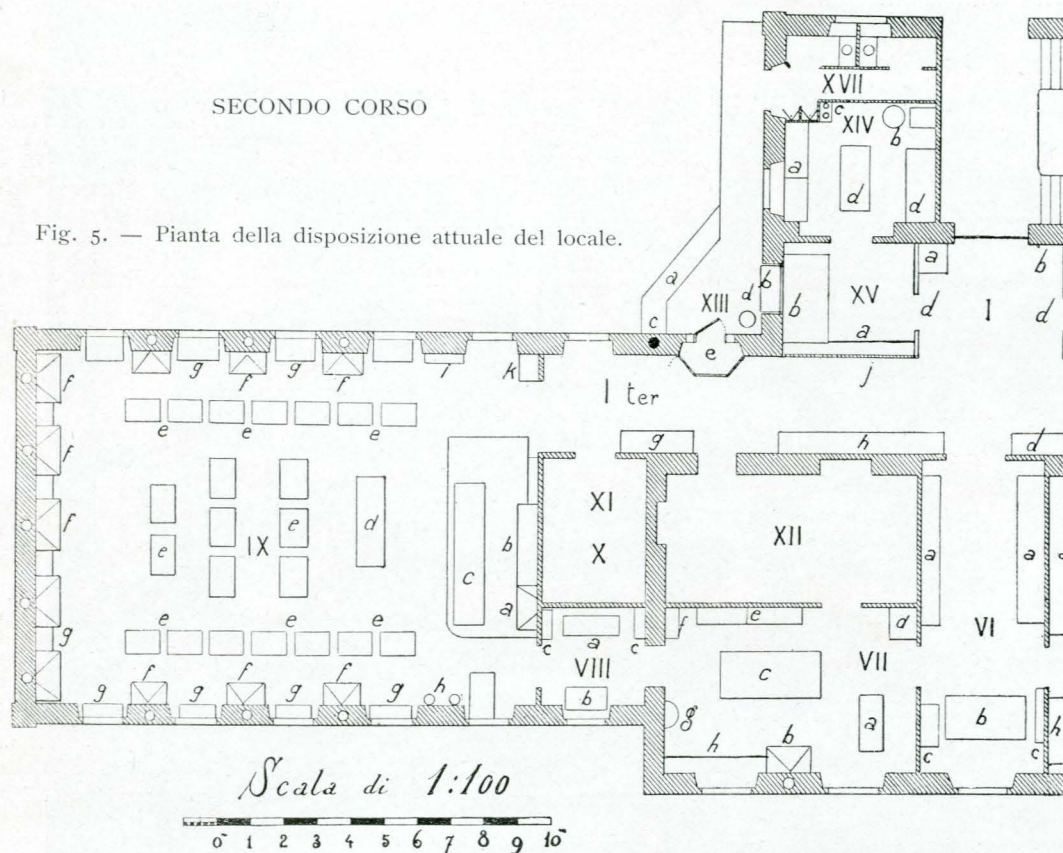 SECONDO CORSO
Fig. 5. — Pianta della disposizione attuale del locale.
XVII
c
XIV
b
a
d
d
a
b
a
XIII
d
b
b
XV
d
I
d
c
a
e
j
g
g
i
k
f
f
f
f
I ter
e
e
e
g
h
d
f
XI
e
d
b
XII
f
e
IX
e
c
X
a
a
a
f
a
e
e
e
c
a
c
f
e
d
VI
g
VIII
VII
f
f
f
c
b
g
g
g
g
h
b
g
a
c
c
h
h
b
Scala di 1:100
0 1 2 3 4 5 6 7 8 9 10